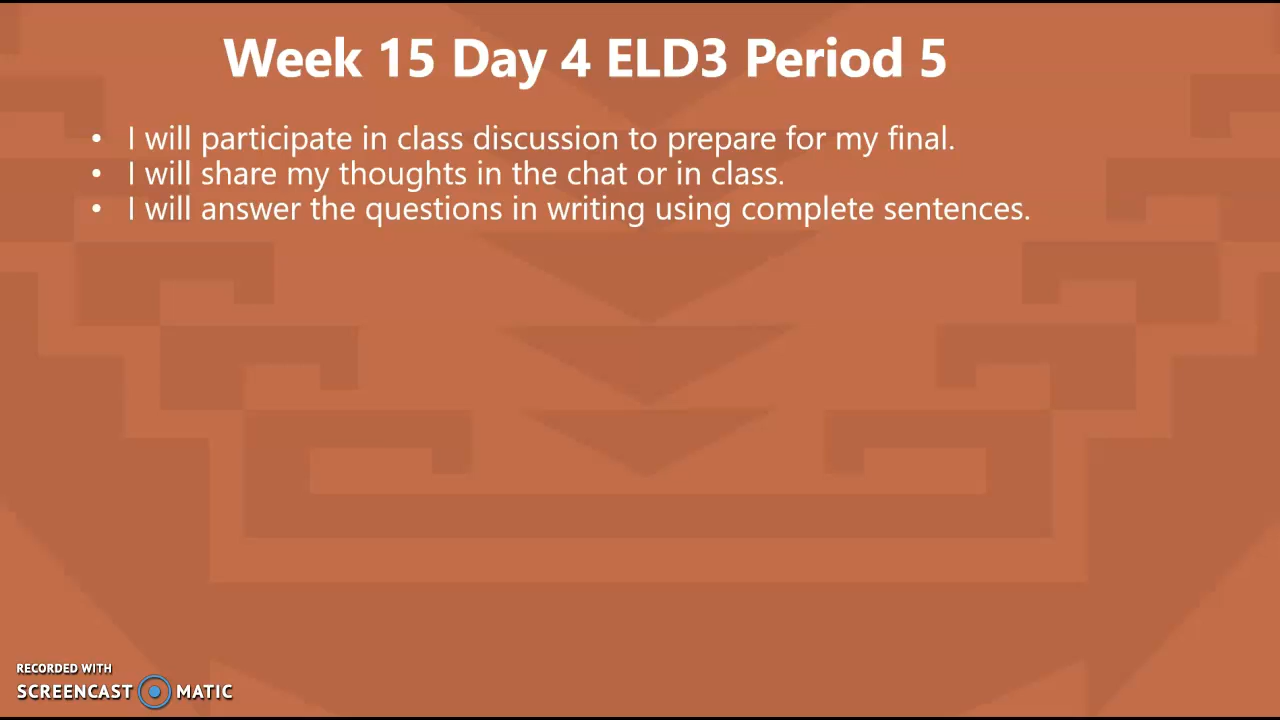 Week 15 Day 4 ELD3 Period 5
• I will participate in class discussion to prepare for my final.
• I will share my thoughts in the chat or in class.
• I will answer the questions in writing using complete sentences.
RECORDED WITH
SCREENCAST MATIC